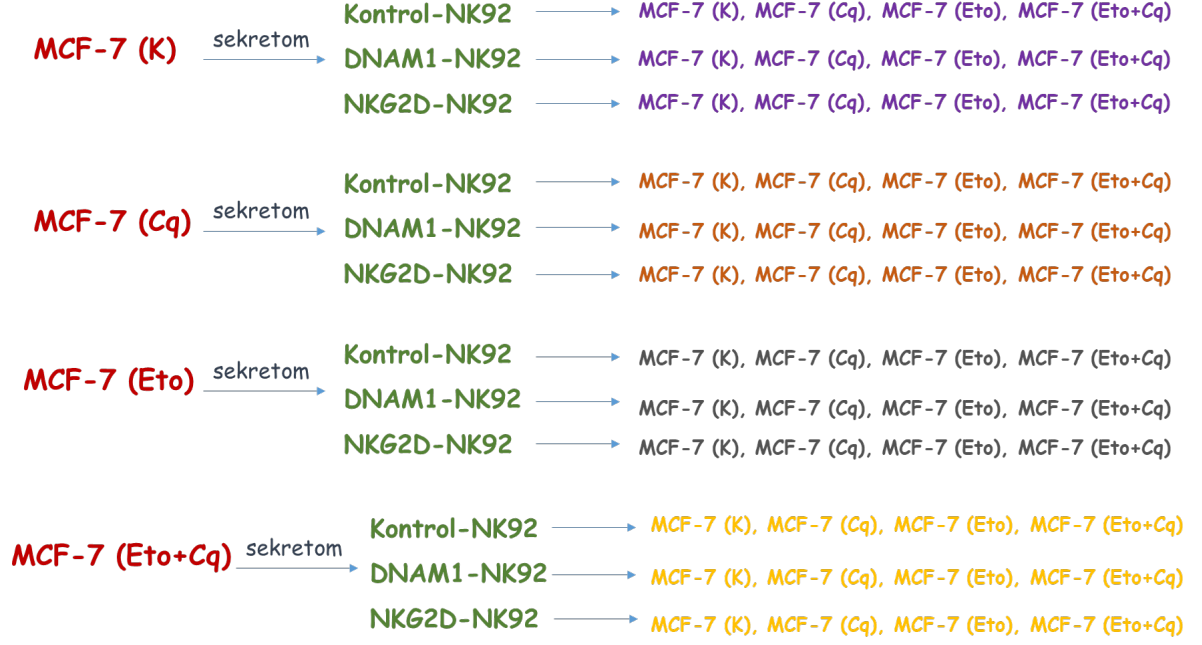 Kontrol-NK92 MCF-7 (K), MCF-7 (Cq), MCF-7 (Eto), MCF-7 (Eto+Cq)
MCF-7 (K) sekretom DNAM1-NK92 MCF-7 (K), MCF-7 (Cq), MCF-7 (Eto), MCF-7 (Eto+Cq)
NKG2D-NK92 MCF-7 (K), MCF-7 (Cq), MCF-7 (Eto), MCF-7 (Eto+Cq)
Kontrol-NK92 MCF-7 (K), MCF-7 (Cq), MCF-7 (Eto), MCF-7 (Eto+Cq)
MCF-7 (Cq) sekretom DNAM1-NK92 MCF-7 (K), MCF-7 (Cq), MCF-7 (Eto), MCF-7 (Eto+Cq)
NKG2D-NK92 MCF-7 (K), MCF-7 (Cq), MCF-7 (Eto), MCF-7 (Eto+Cq)
Kontrol-NK92 MCF-7 (K), MCF-7 (Cq), MCF-7 (Eto), MCF-7 (Eto+Cq)
MCF-7 (Eto) sekretom DNAM1-NK92 MCF-7 (K), MCF-7 (Cq), MCF-7 (Eto), MCF-7 (Eto+Cq)
NKG2D-NK92 MCF-7 (K), MCF-7 (Cq), MCF-7 (Eto), MCF-7 (Eto+Cq)
Kontrol-NK92 MCF-7 (K), MCF-7 (Cq), MCF-7 (Eto), MCF-7 (Eto+Cq)
MCF-7 (Eto+Cq) sekretom DNAM1-NK92 MCF-7 (K), MCF-7 (Cq), MCF-7 (Eto), MCF-7 (Eto+Cq)
NKG2D-NK92 MCF-7 (K), MCF-7 (Cq), MCF-7 (Eto), MCF-7 (Eto+Cq)